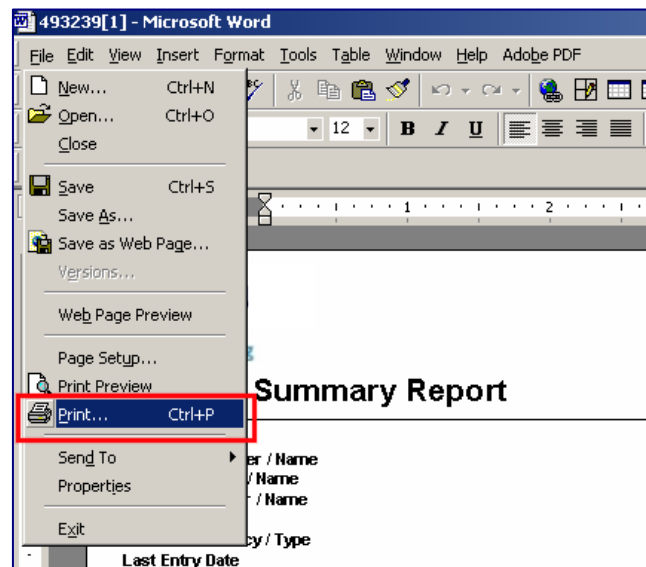 493239[1] - Microsoft Word
File Edit View Insert Format Tools Table Window Help Adobe PDF
New... Ctrl+N
Open... Ctrl+O
Close
12 B I U
Save Ctrl+S
Save As...
1 2
Save as Web Page...
Versions...
Web Page Preview
Page Setup...
Print Preview
Summary Report
Print... Ctrl+P
Send To
er / Name
/ Name
Properties
/ Name
Exit
cy / Type
Last Entry Date